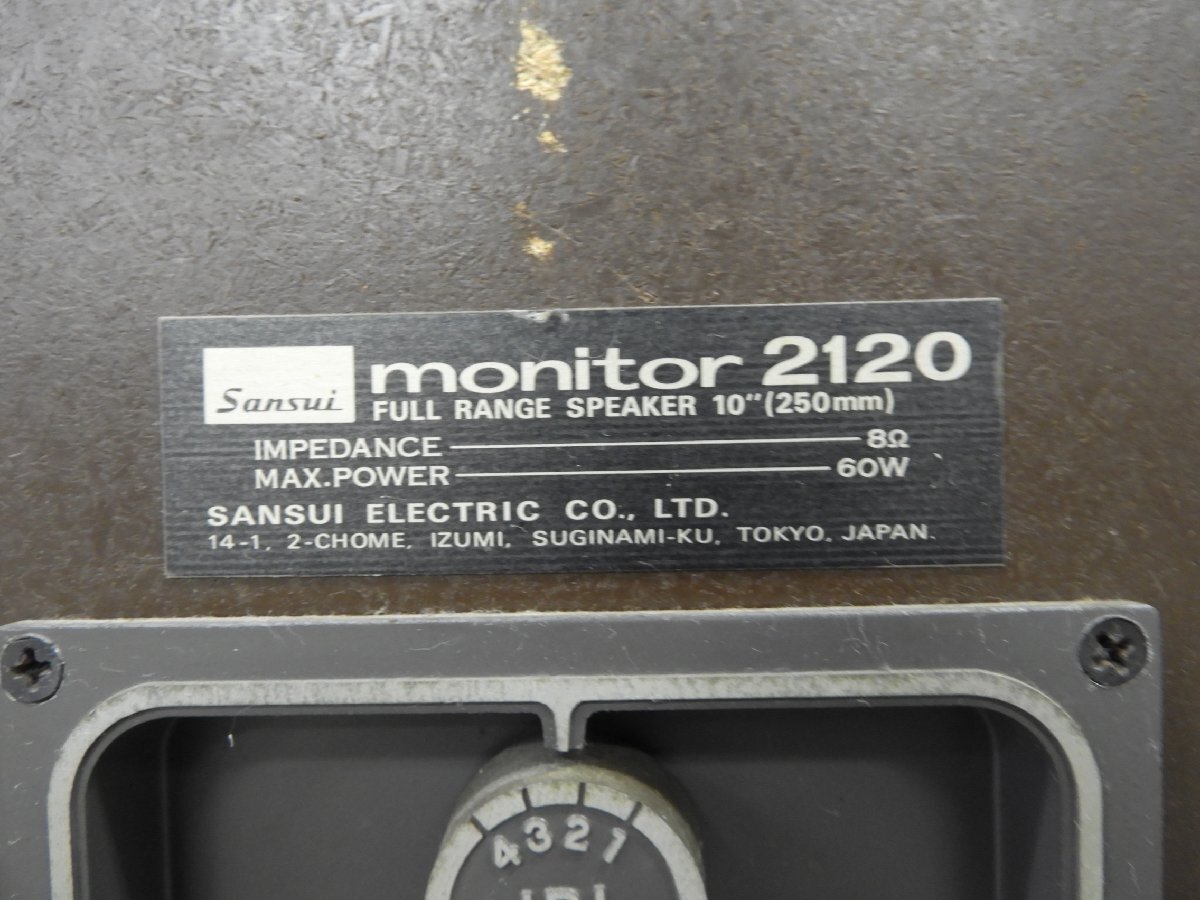 Sansui monitor 2120
FULL RANGE SPEAKER 10"(250mm)
IMPEDANCE 8Ω
MAX.POWER 60W
SANSUI ELECTRIC CO., LTD.
14-1, 2-CHOME, IZUMI, SUGINAMI-KU, TOKYO, JAPAN.
4 3 2 1